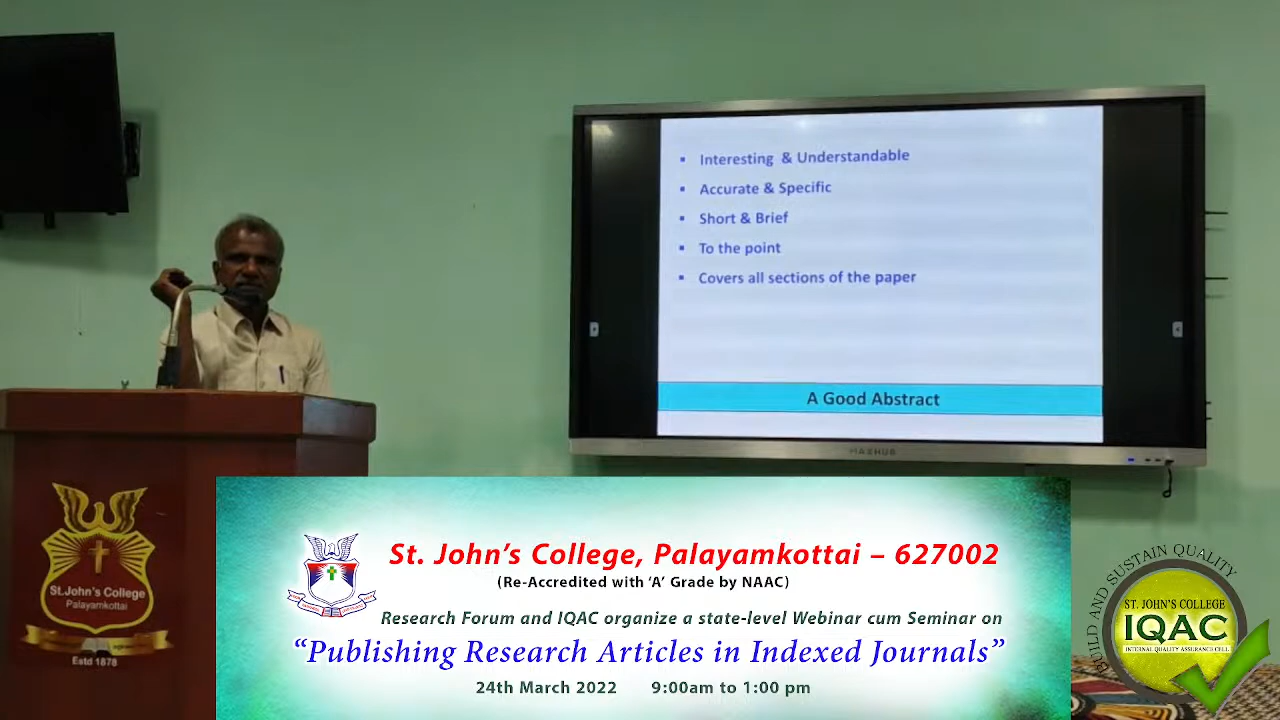 Interesting & Understandable
Accurate & Specific
Short & Brief
To the point
Covers all sections of the paper
A Good Abstract
MAXHUB
St.John's College
Palayamkottai
Estd 1878
St. John's College, Palayamkottai – 627002
(Re-Accredited with ‘A’ Grade by NAAC)
Research Forum and IQAC organize a state-level Webinar cum Seminar on
“Publishing Research Articles in Indexed Journals”
24th March 2022 9:00am to 1:00 pm
BUILD AND SUSTAIN QUALITY
ST. JOHN'S COLLEGE
IQAC
INTERNAL QUALITY ASSURANCE CELL